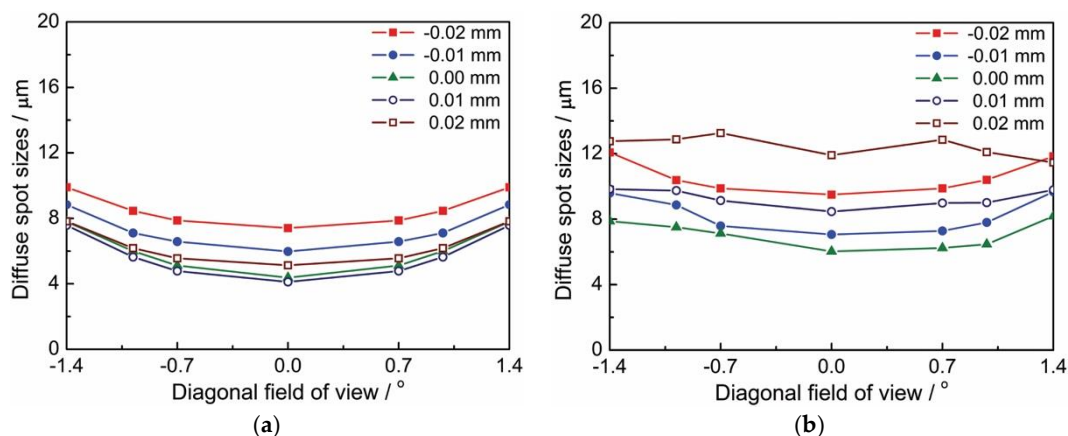 20
16
12
8
4
0
Diffuse spot sizes / μm
-0.02 mm
-0.01 mm
0.00 mm
0.01 mm
0.02 mm
-1.4
-0.7
0.0
0.7
1.4
Diagonal field of view / °
(a)
20
16
12
8
4
0
Diffuse spot sizes / μm
-0.02 mm
-0.01 mm
0.00 mm
0.01 mm
0.02 mm
-1.4
-0.7
0.0
0.7
1.4
Diagonal field of view / °
(b)